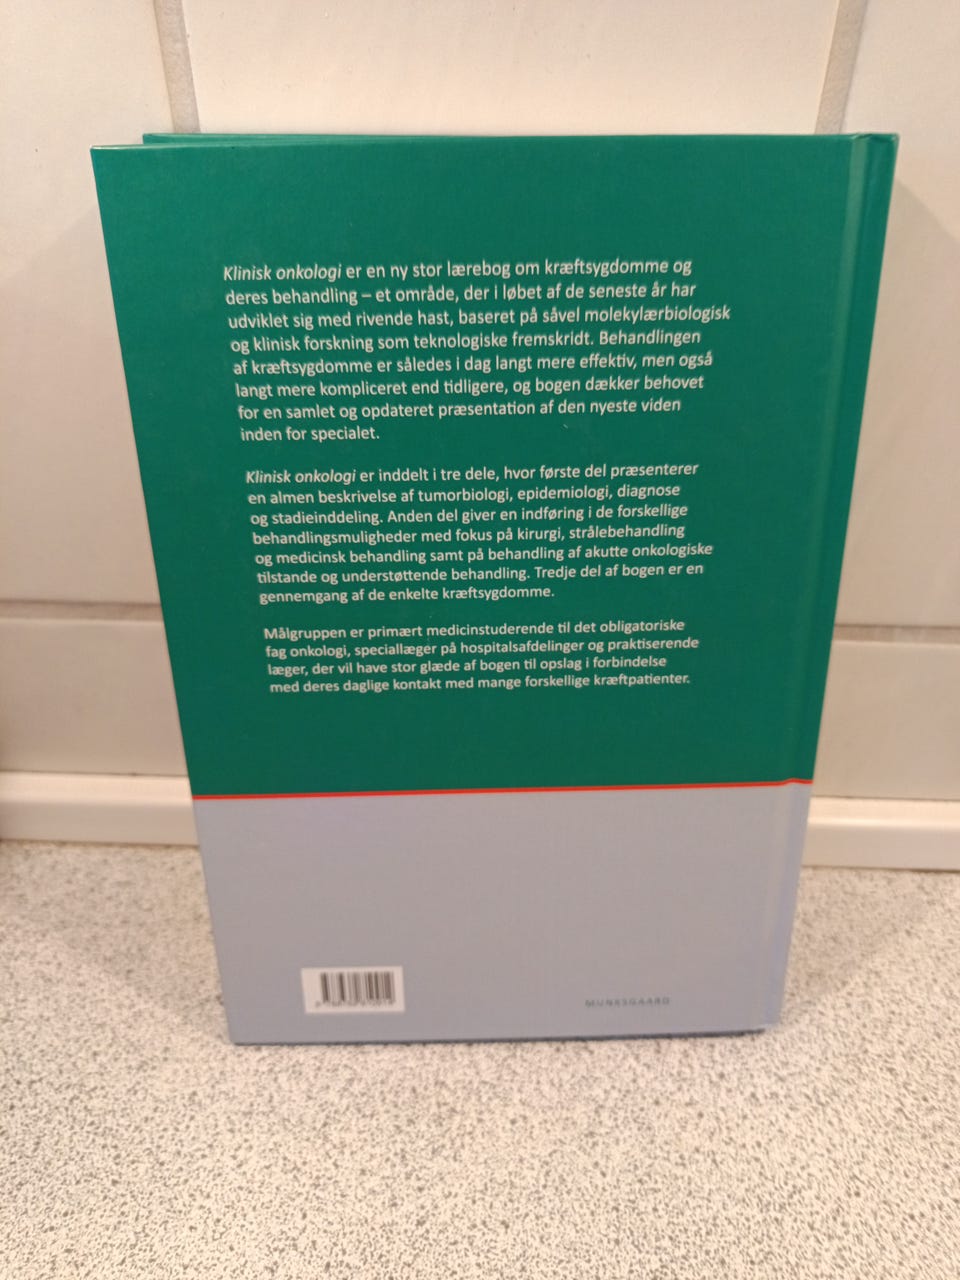 Klinisk onkologi er en ny stor lærebog om kræftsygdomme og
deres behandling – et område, der i løbet af de seneste år har
udviklet sig med rivende hast, baseret på såvel molekylærbiologisk
og klinisk forskning som teknologiske fremskridt. Behandlingen
af kræftsygdomme er således i dag langt mere effektiv, men også
langt mere kompliceret end tidligere, og bogen dækker behovet
for en samlet og opdateret præsentation af den nyeste viden
inden for specialet.
Klinisk onkologi er inddelt i tre dele, hvor første del præsenterer
en almen beskrivelse af tumorbiologi, epidemiologi, diagnose
og stadieinddeling. Anden del giver en indføring i de forskellige
behandlingsmuligheder med fokus på kirurgi, strålebehandling
og medicinsk behandling samt på behandling af akutte onkologiske
tilstande og understøttende behandling. Tredje del af bogen er en
gennemgang af de enkelte kræftsygdomme.
Målgruppen er primært medicinstuderende til det obligatoriske
fag onkologi, speciallæger på hospitalsafdelinger og praktiserende
læger, der vil have stor glæde af bogen til opslag i forbindelse
med deres daglige kontakt med mange forskellige kræftpatienter.
MUNKSGAARD